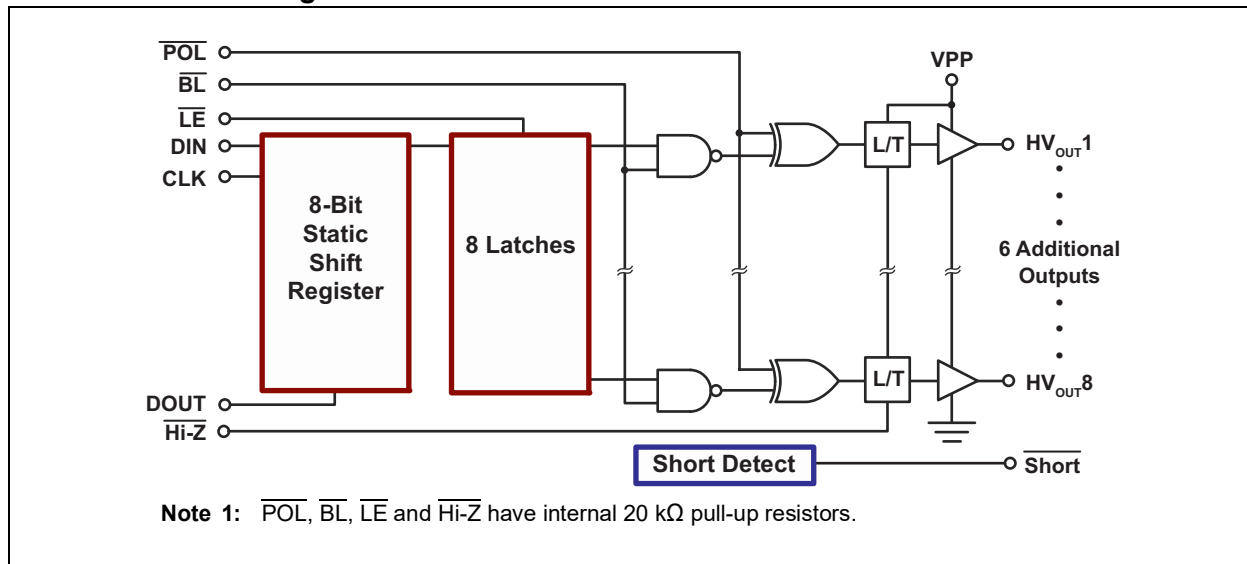 POL
BL
LE
DIN
CLK
8-Bit
Static
Shift
Register
8 Latches
VPP
L/T
HVOUT1
6 Additional
Outputs
L/T
HVOUT8
DOUT
Hi-Z
Short Detect
Short
Note 1: POL, BL, LE and Hi-Z have internal 20 kΩ pull-up resistors.